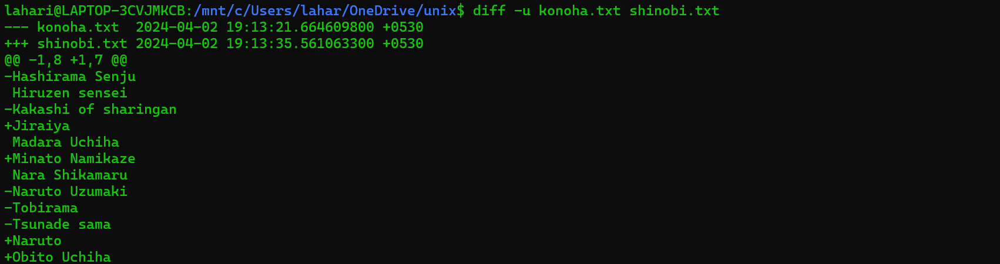 lahari@LAPTOP-3CVJMKCB:/mnt/c/Users/lahar/OneDrive/unix$ diff -u konoha.txt shinobi.txt
--- konoha.txt  2024-04-02 19:13:21.664609800 +0530
+++ shinobi.txt 2024-04-02 19:13:35.561063300 +0530
@@ -1,8 +1,7 @@
-Hashirama Senju
 Hiruzen sensei
-Kakashi of sharingan
+Jiraiya
 Madara Uchiha
+Minato Namikaze
 Nara Shikamaru
-Naruto Uzumaki
-Tobirama
-Tsunade sama
+Naruto
+Obito Uchiha